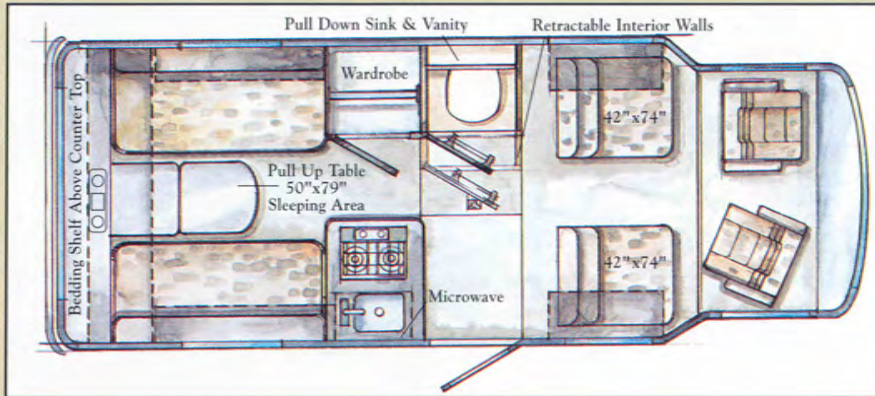 Pull Down Sink & Vanity
Retractable Interior Walls
Wardrobe
42"x74"
Bedding Shelf Above Counter Top
Pull Up Table
50"x79"
Sleeping Area
42"x74"
Microwave